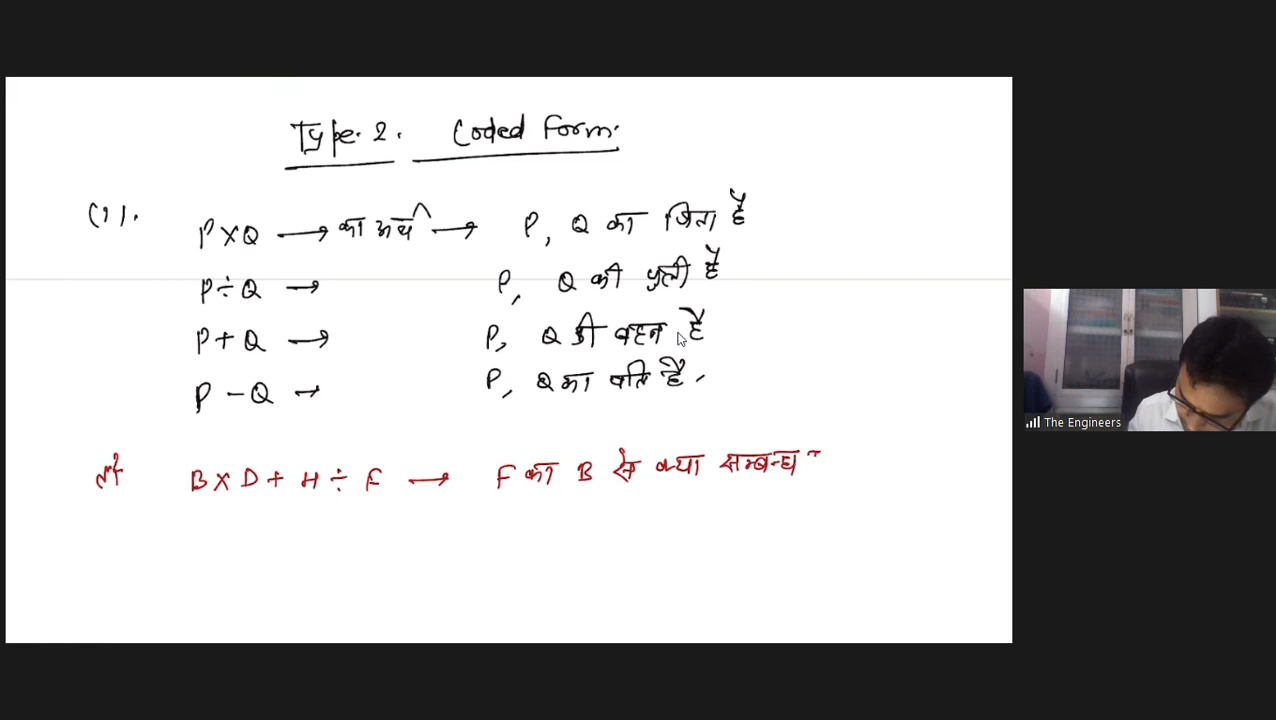 Type. 2. Coded Form.
(1). P × Q → का अर्थ → P, Q का पिता है
P ÷ Q → P, Q की पुत्री है
P + Q → P, Q की बहन है
P - Q → P, Q का पति है
B × D + H ÷ F → F का B से क्या सम्बन्ध
The Engineers